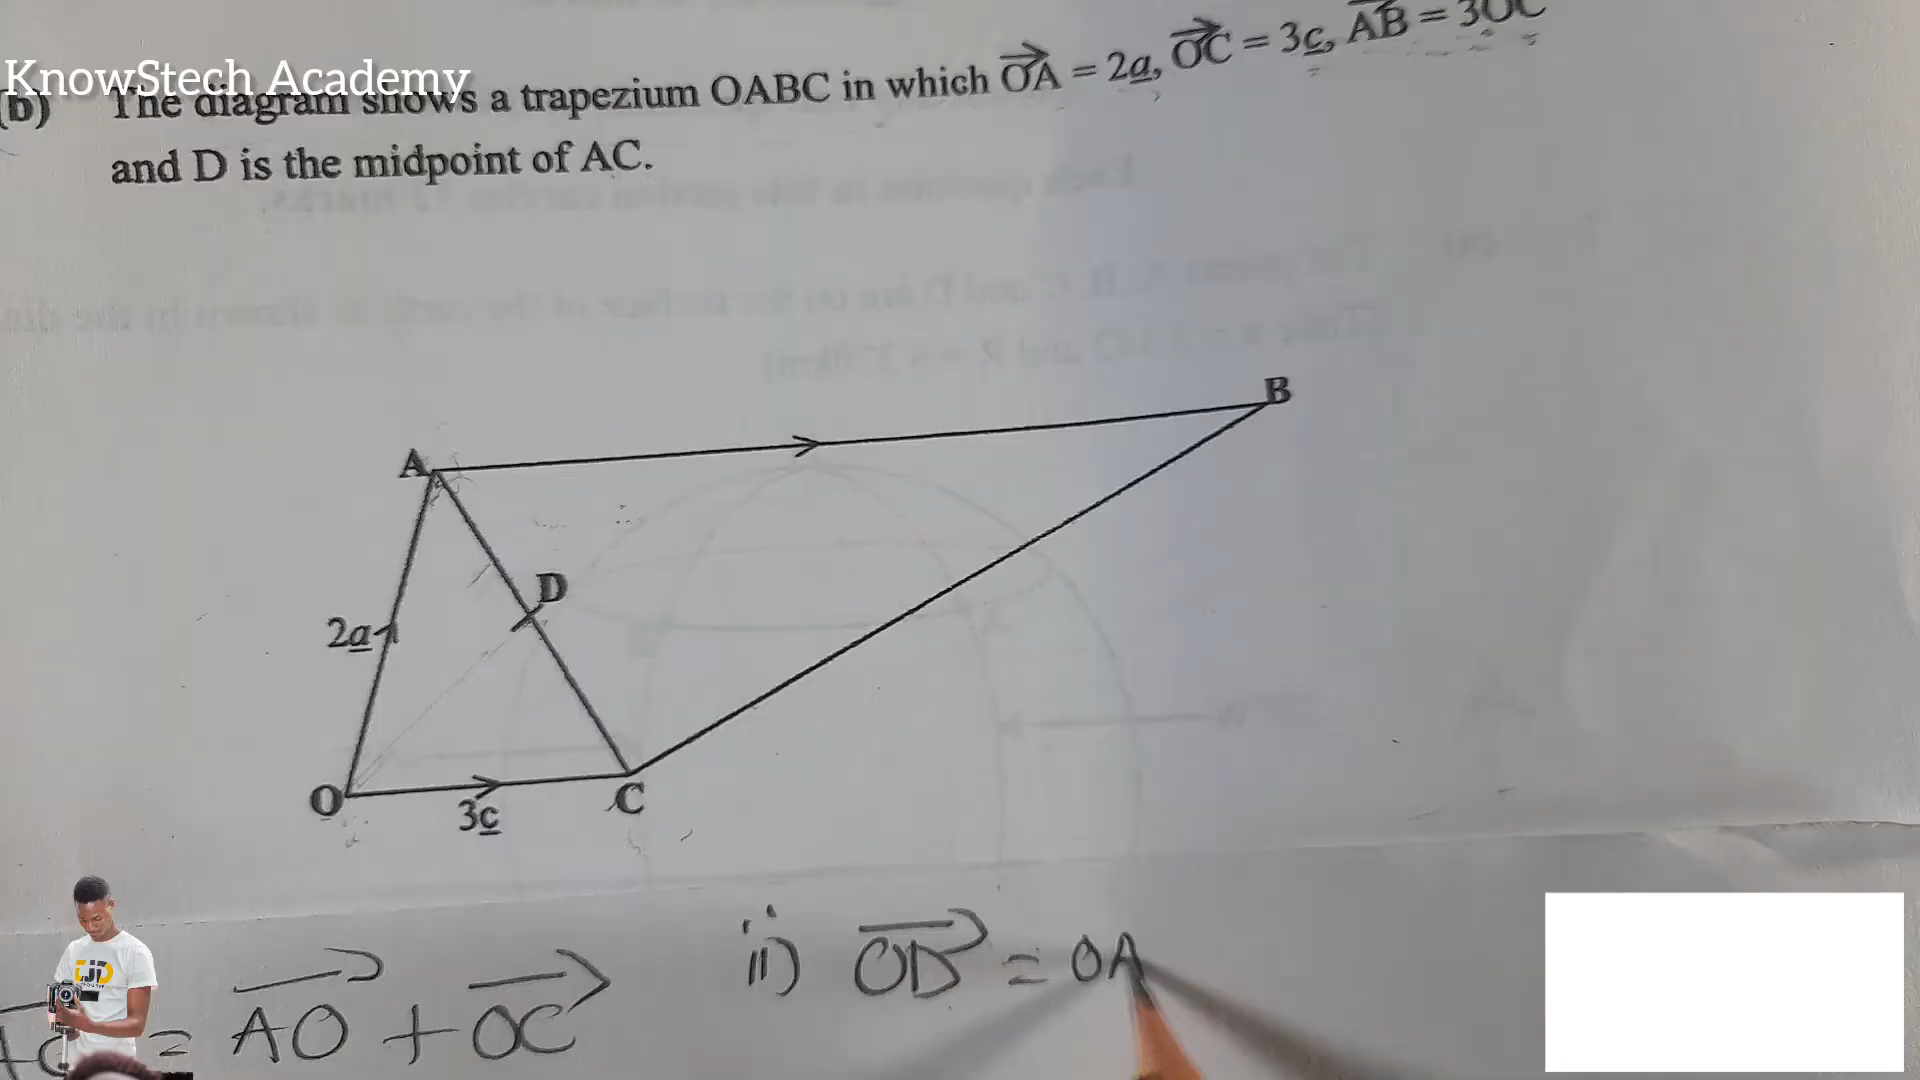 KnowStech Academy
(b) The diagram shows a trapezium OABC in which OA = 2a, OC = 3c, AB = 3OC
and D is the midpoint of AC.
B
A
D
2a
O
3c
C
ii) OD = OA
= AO + OC